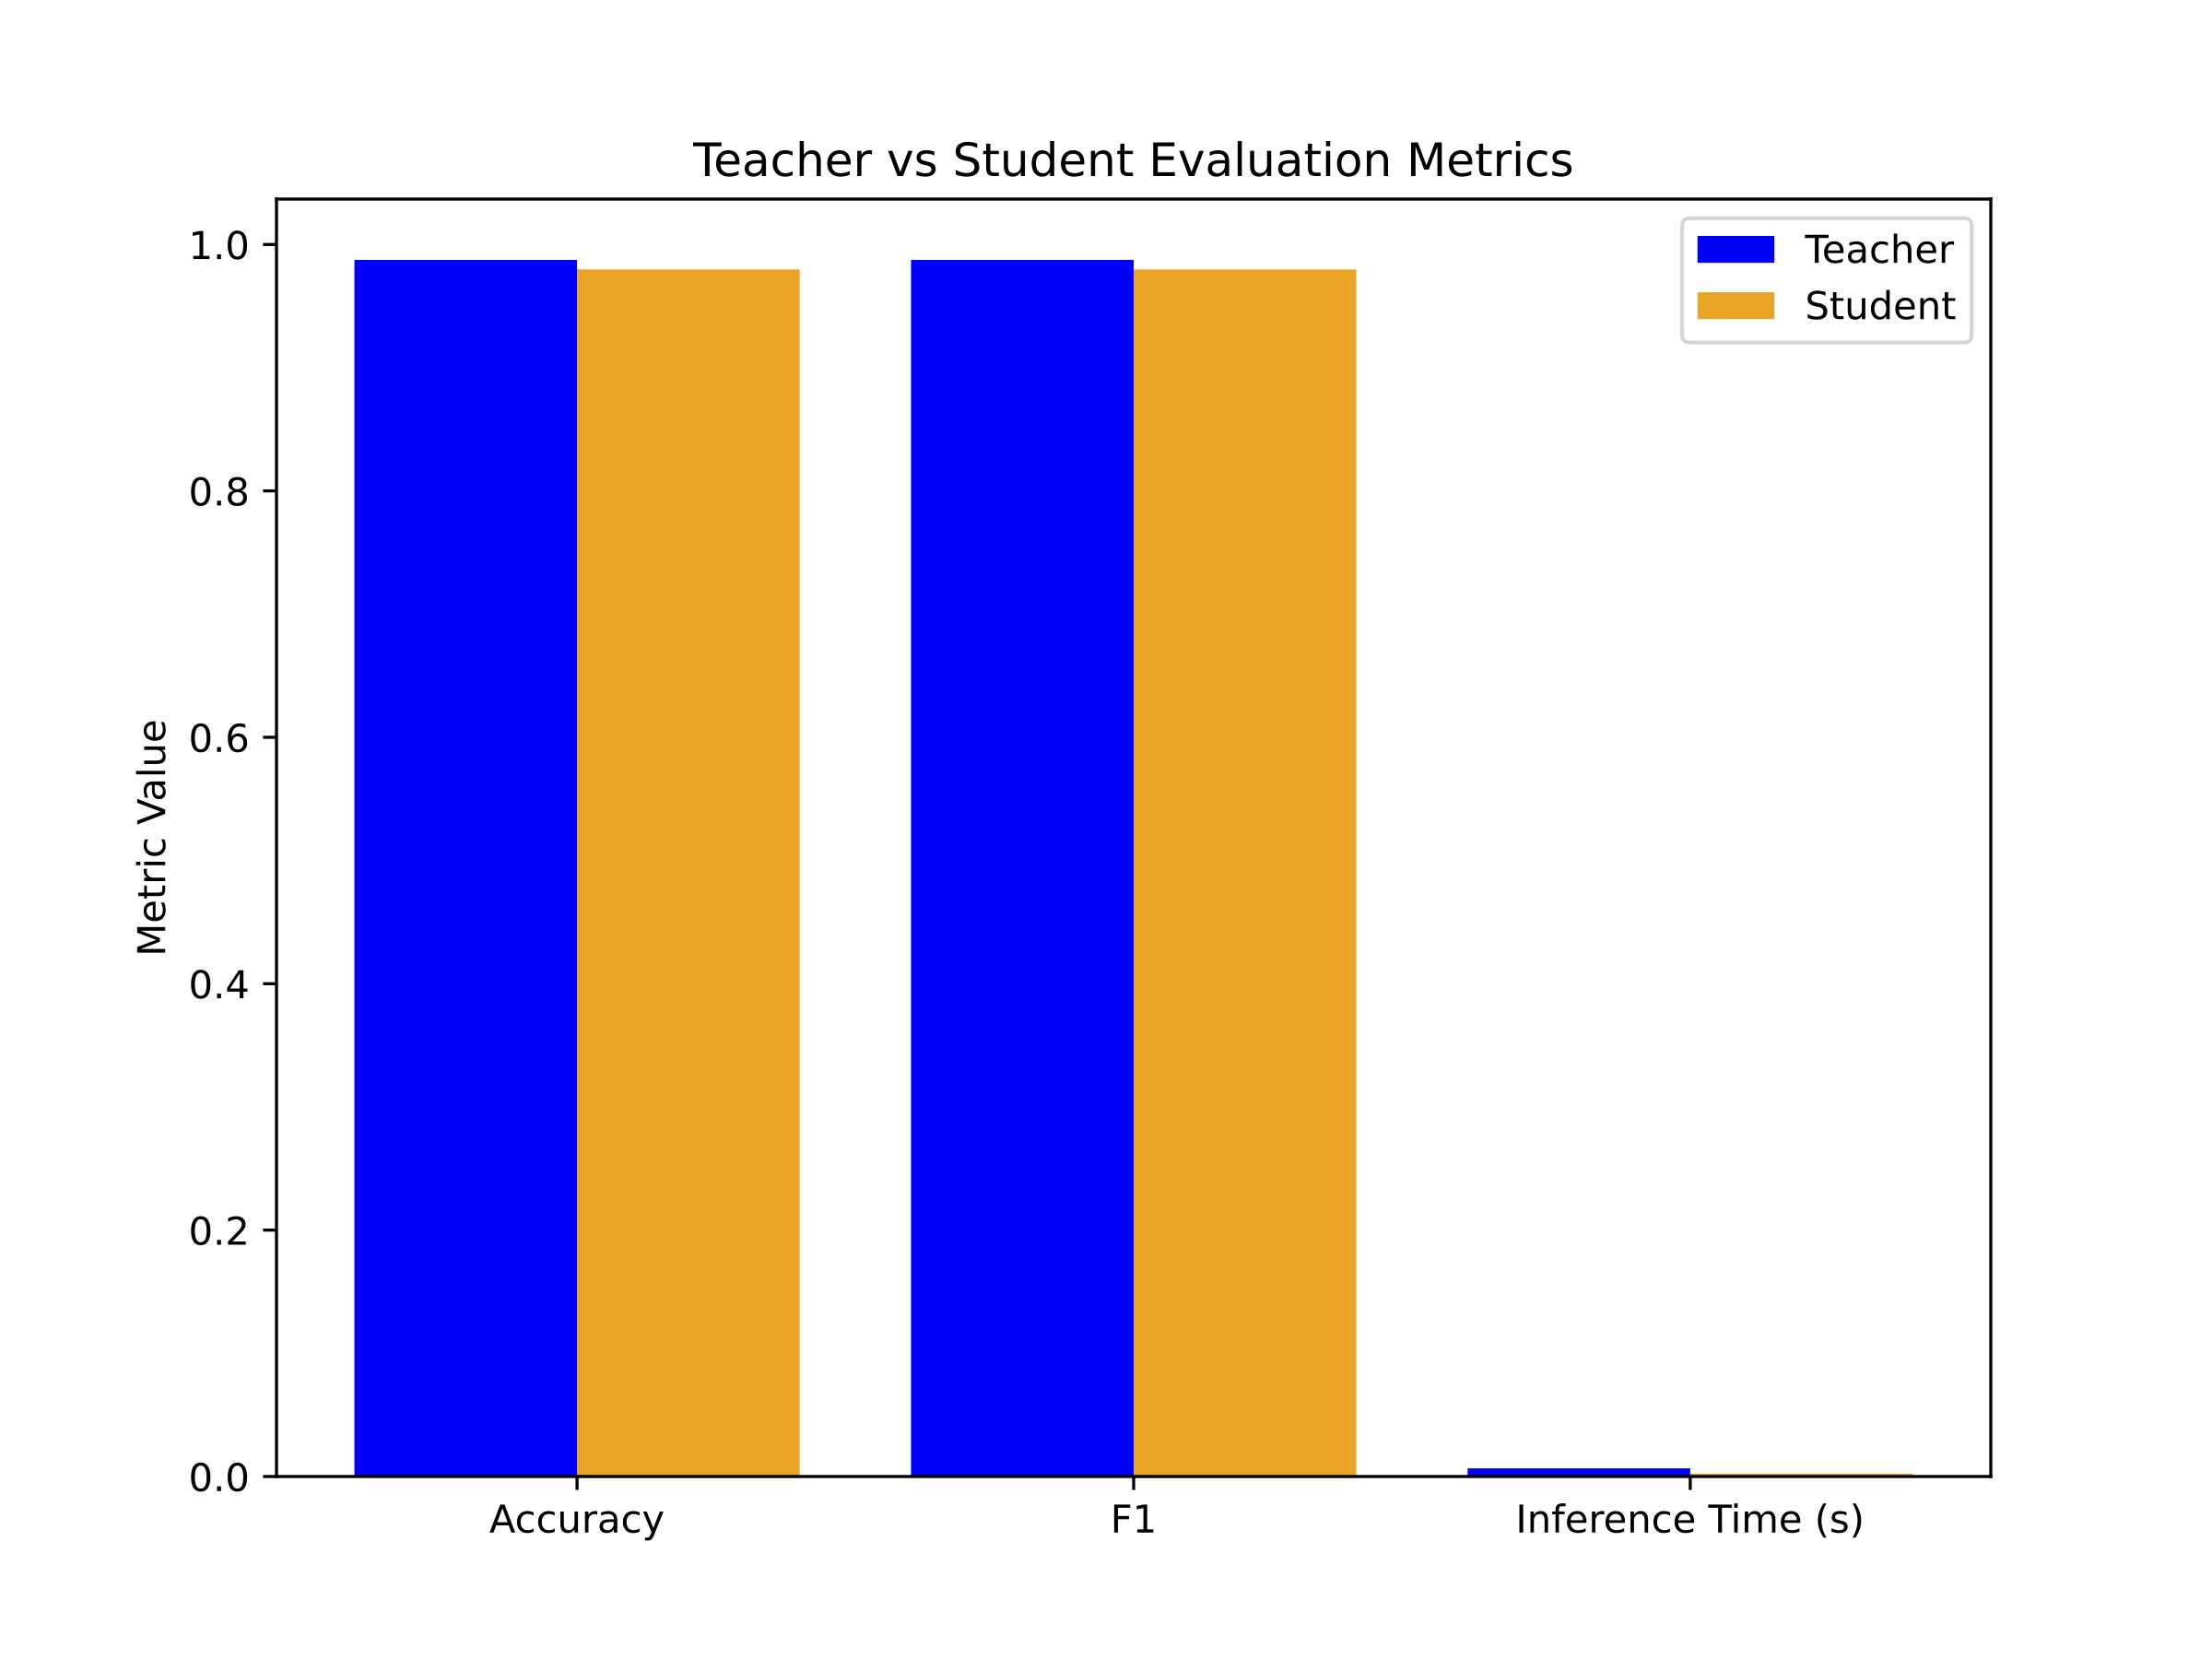 Teacher vs Student Evaluation Metrics
Teacher
Student
Metric Value
1.0
0.8
0.6
0.4
0.2
0.0
Accuracy
F1
Inference Time (s)